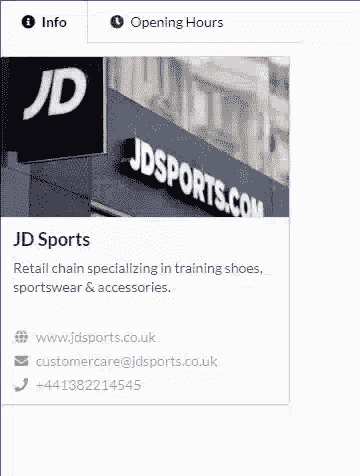 Info
Opening Hours
JD
JDSPORTS.COM
JD Sports
Retail chain specializing in training shoes,
sportswear & accessories.
www.jdsports.co.uk
customercare@jdsports.co.uk
+441382214545